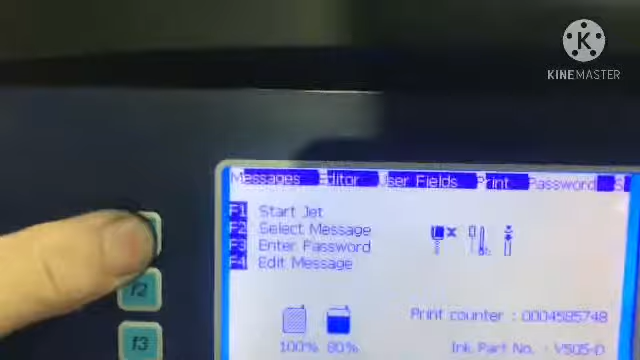 K
KINEMASTER
Messages Editor User Fields Print Password S
F1 Start Jet
F2 Select Message
F3 Enter Password
F4 Edit Message
Print counter : 0004585748
100% 80%
Ink Part No. : V505-D
f2
f3